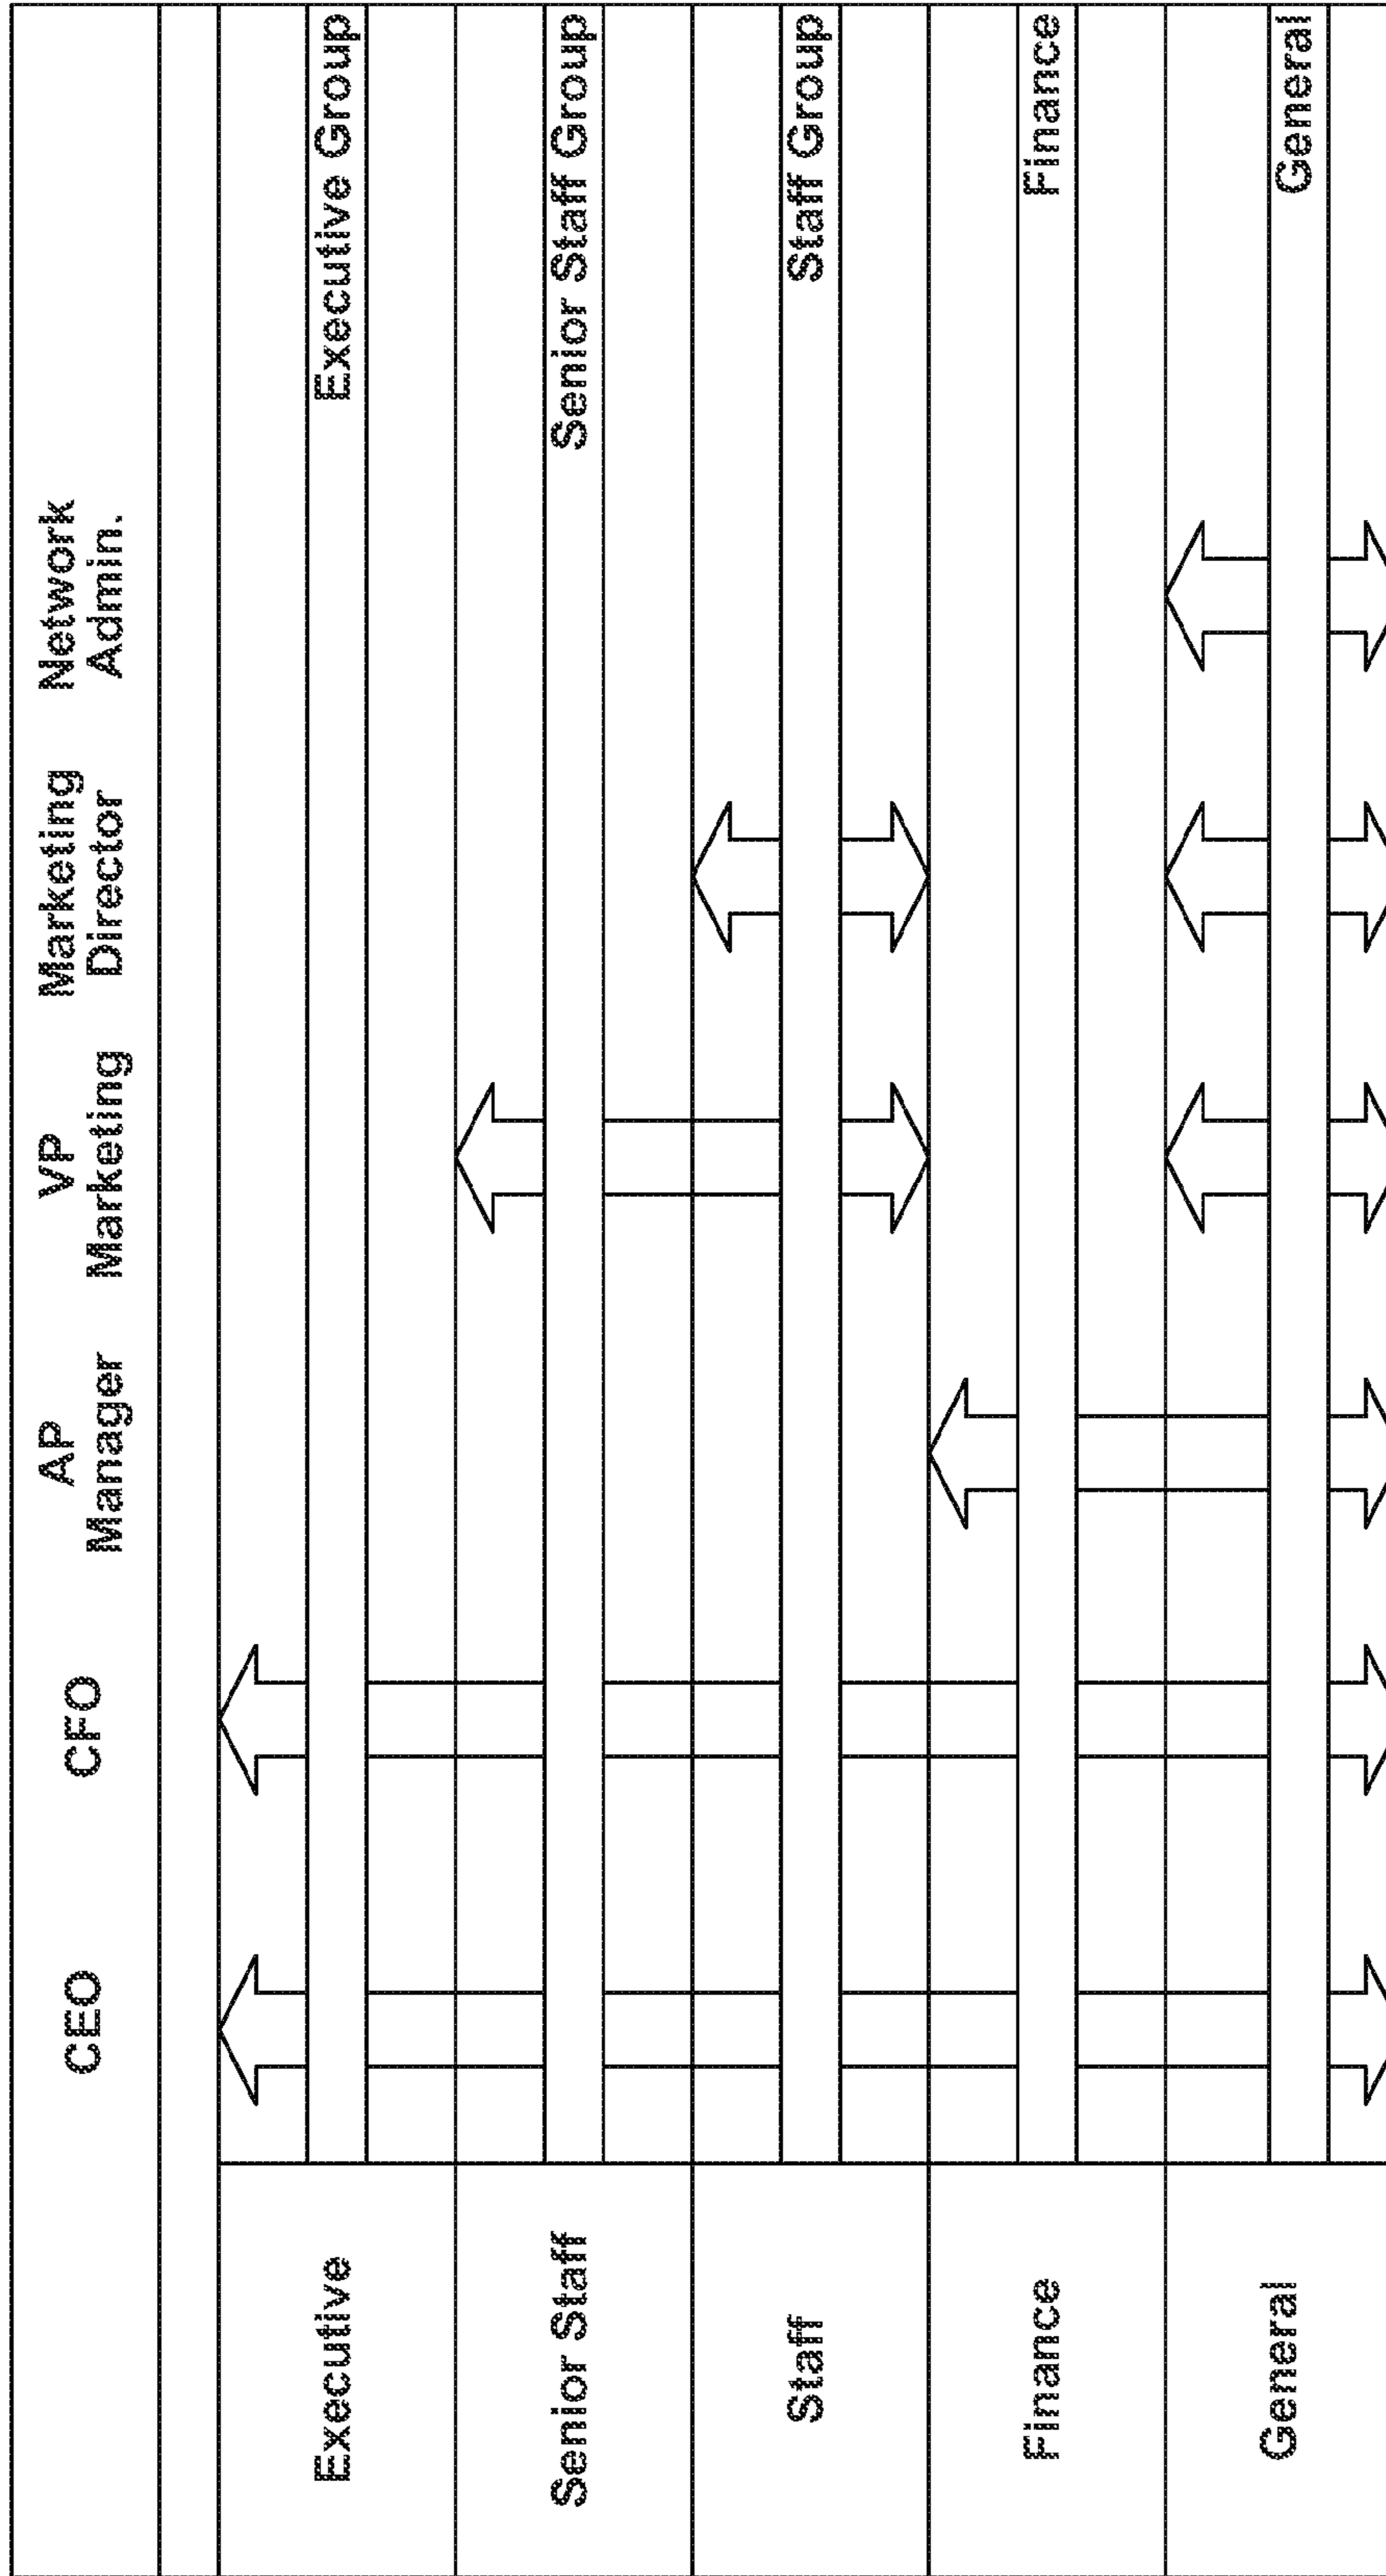 CEO
CFO
AP
Manager
VP
Marketing
Marketing
Director
Network
Admin.
Executive
Executive Group
Senior Staff
Senior Staff Group
Staff
Staff Group
Finance
Finance
General
General